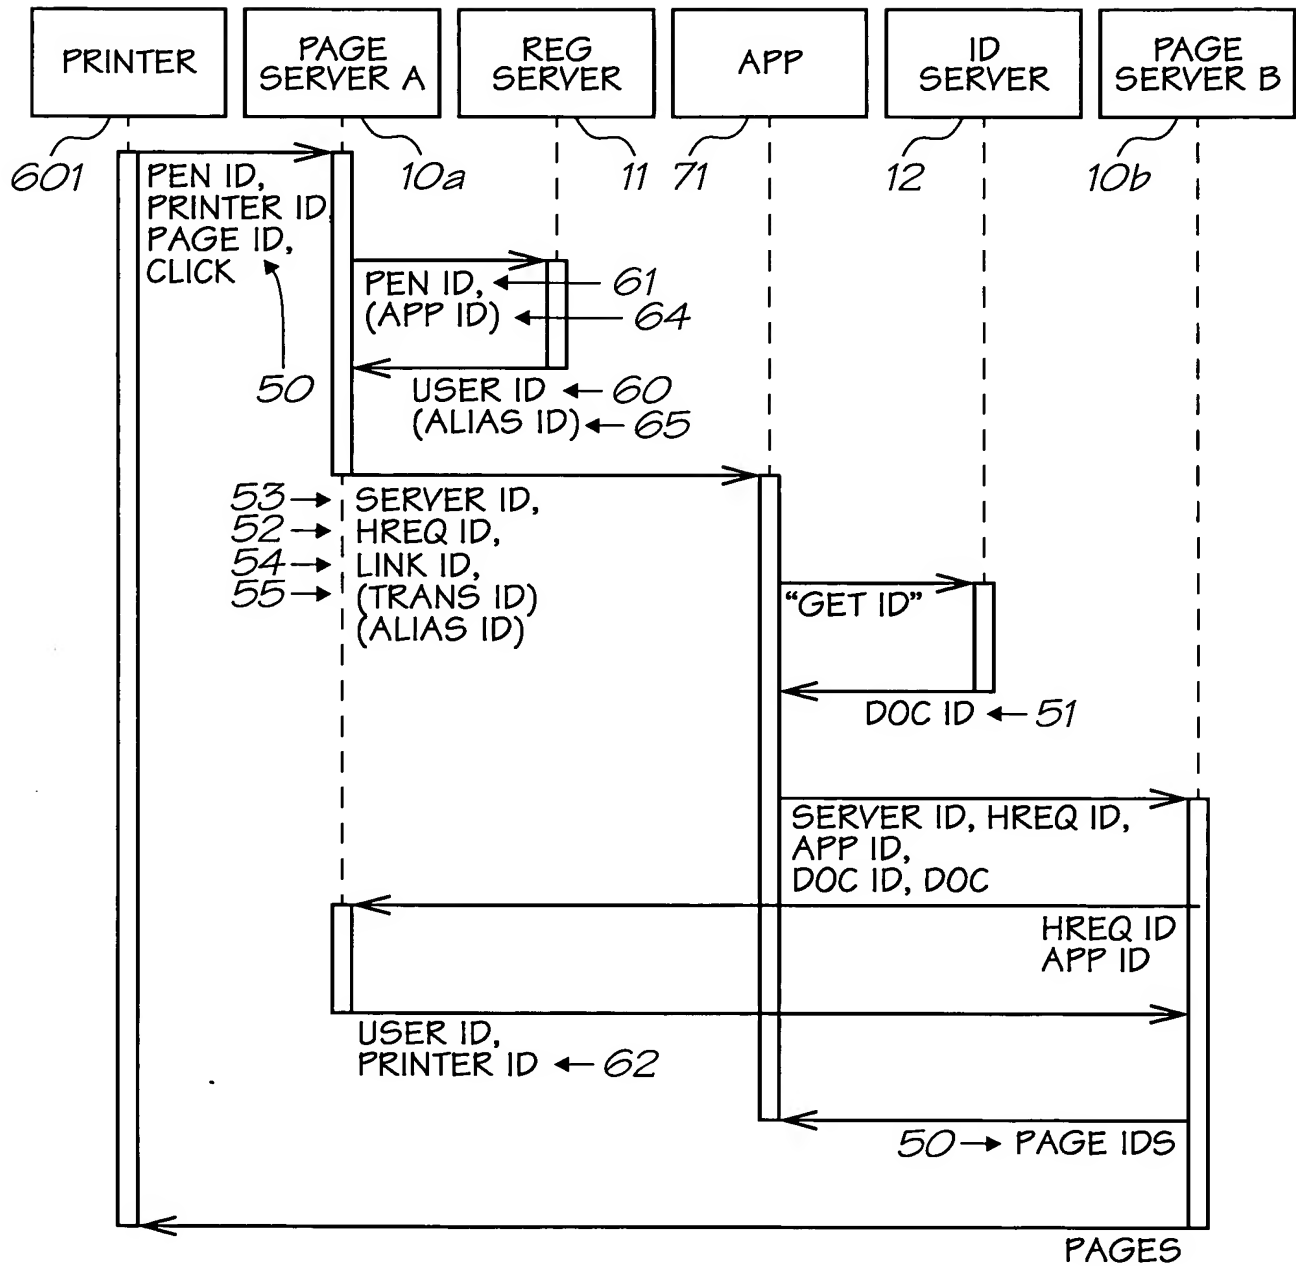 PRINTER
PAGE
SERVER A
REG
SERVER
APP
ID
SERVER
PAGE
SERVER B
601
10a
11
71
12
10b
PEN ID,
PRINTER ID
PAGE ID,
CLICK
50
PEN ID,
61
(APP ID)
64
USER ID
60
(ALIAS ID)
65
53
SERVER ID,
52
HREQ ID,
54
LINK ID,
55
(TRANS ID)
(ALIAS ID)
"GET ID"
DOC ID
51
SERVER ID, HREQ ID,
APP ID,
DOC ID, DOC
HREQ ID
APP ID
USER ID,
PRINTER ID
62
50
PAGE IDS
PAGES